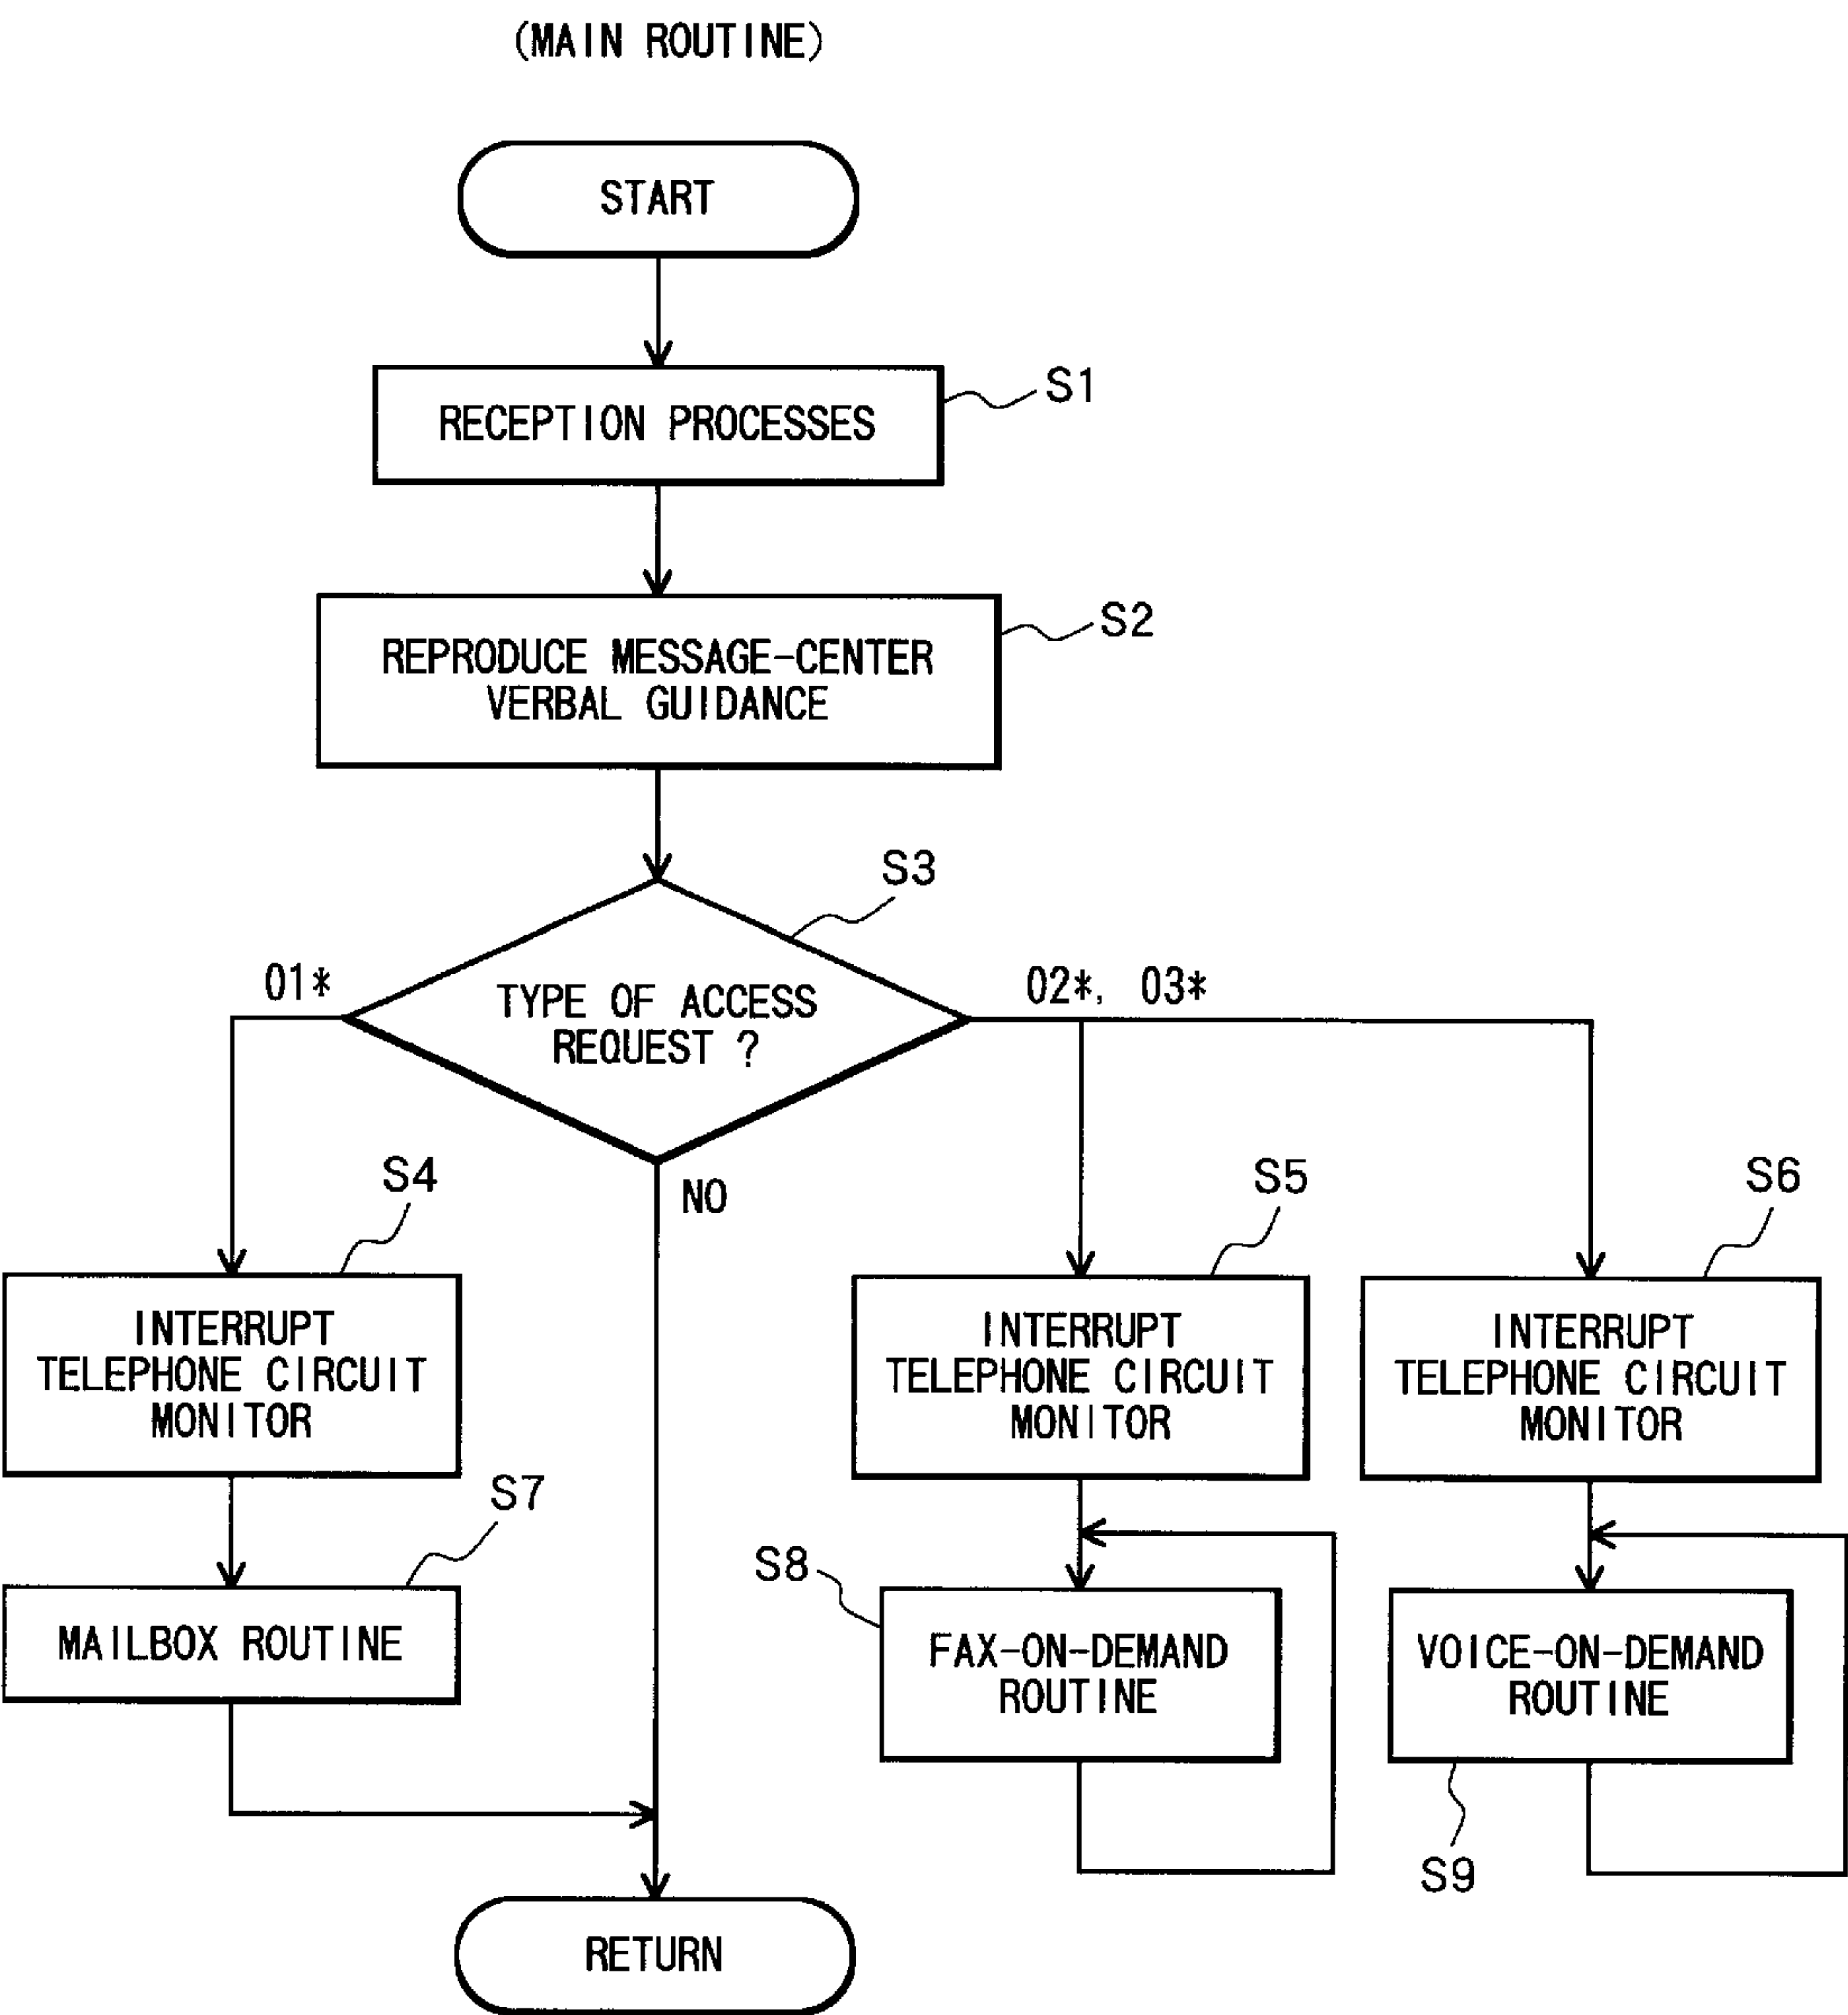 (MAIN ROUTINE)
START
S1
RECEPTION PROCESSES
S2
REPRODUCE MESSAGE-CENTER
VERBAL GUIDANCE
S3
01*
TYPE OF ACCESS
REQUEST ?
02*, 03*
NO
S4
INTERRUPT
TELEPHONE CIRCUIT
MONITOR
S5
INTERRUPT
TELEPHONE CIRCUIT
MONITOR
S6
INTERRUPT
TELEPHONE CIRCUIT
MONITOR
S7
MAILBOX ROUTINE
S8
FAX-ON-DEMAND
ROUTINE
VOICE-ON-DEMAND
ROUTINE
S9
RETURN